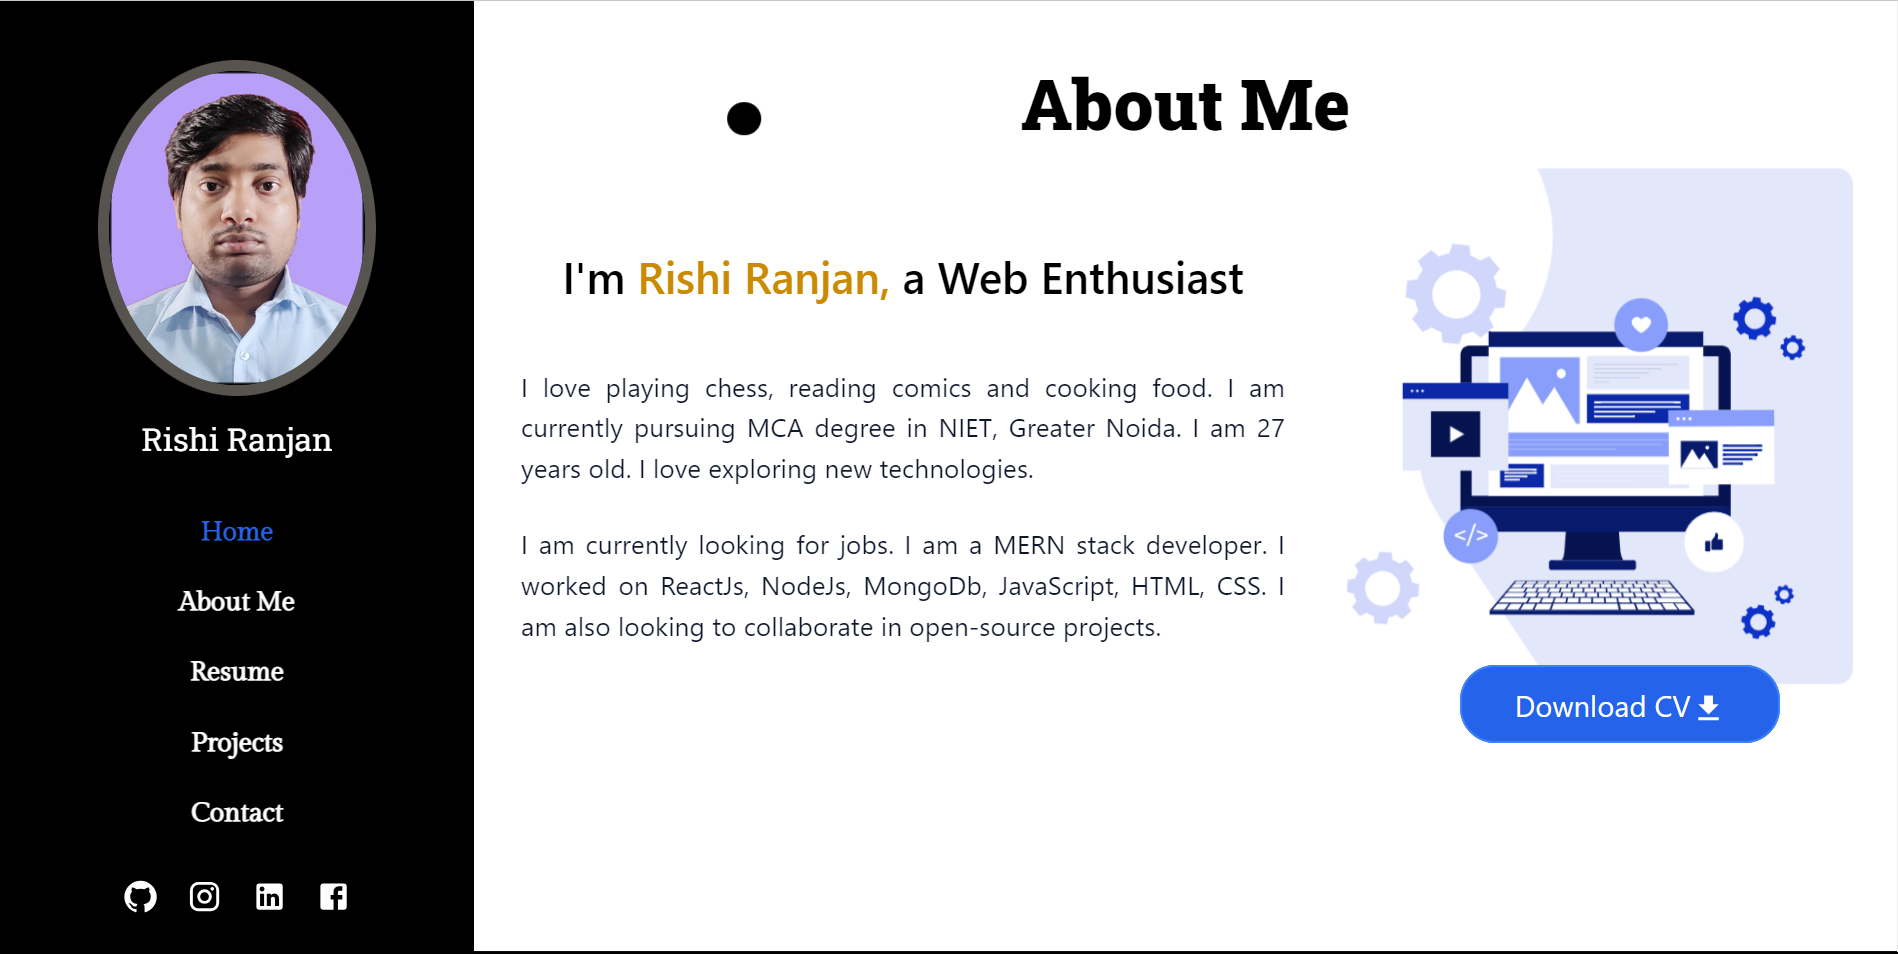 Rishi Ranjan
Home
About Me
Resume
Projects
Contact
About Me
I'm Rishi Ranjan, a Web Enthusiast
I love playing chess, reading comics and cooking food. I am
currently pursuing MCA degree in NIET, Greater Noida. I am 27
years old. I love exploring new technologies.
I am currently looking for jobs. I am a MERN stack developer. I
worked on ReactJs, NodeJs, MongoDb, JavaScript, HTML, CSS. I
am also looking to collaborate in open-source projects.
</>
Download CV